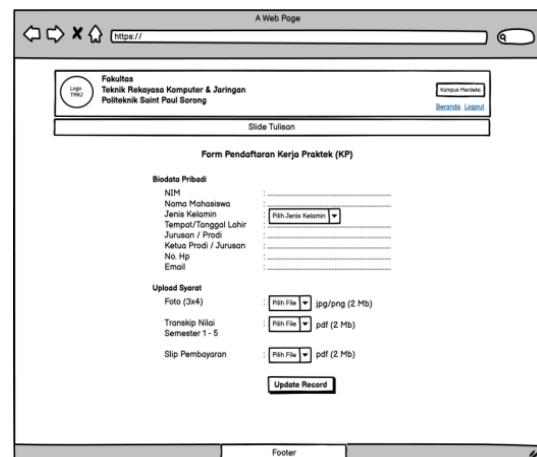 A Web Page
https://
Logo
TRKJ
Fakultas
Teknik Rekayasa Komputer & Jaringan
Politeknik Saint Paul Sorong
Kampus Merdeka
Beranda Logout
Slide Tulisan
Form Pendaftaran Kerja Praktek (KP)
Biodata Pribadi
NIM :
Nama Mahasiswa :
Jenis Kelamin : Pilih Jenis Kelamin
Tempat/Tanggal Lahir :
Jurusan / Prodi :
Ketua Prodi / Jurusan :
No. Hp :
Email :
Upload Syarat
Foto (3x4) : Pilih File jpg/png (2 Mb)
Transkip Nilai : Pilih File pdf (2 Mb)
Semester 1 - 5
Slip Pembayaran : Pilih File pdf (2 Mb)
Update Record
Footer